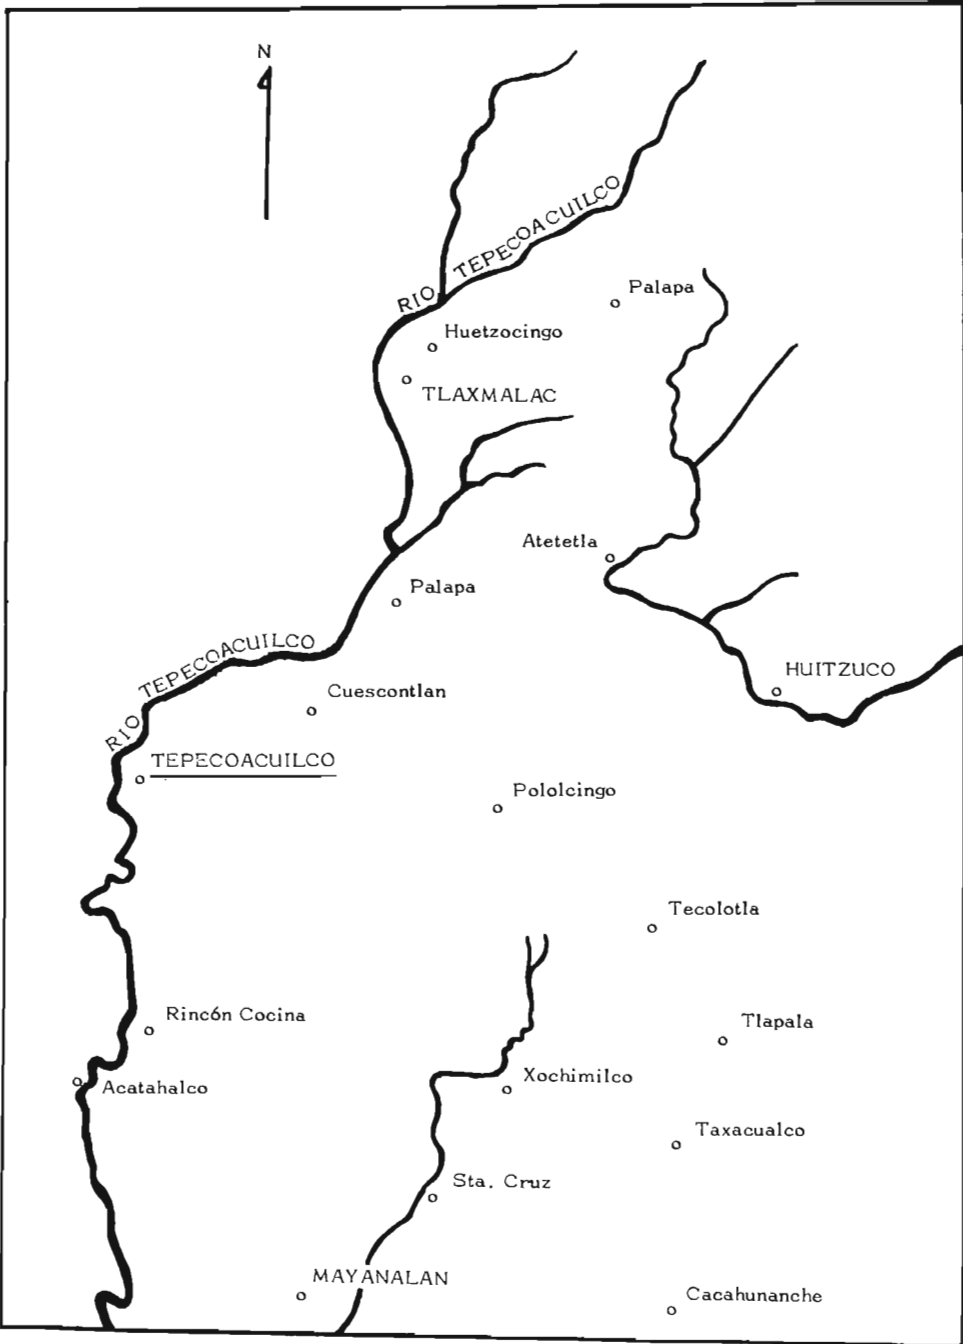 N
RIO TEPECOACUILCO
Palapa
Huetzocingo
TLAXMALAC
Atetetla
Palapa
RIO TEPECOACUILCO
HUITZUCO
Cuescontlan
TEPECOACUILCO
Pololcingo
Tecolotla
Rincón Cocina
Tlapala
Xochimilco
Acatahalco
Taxacualco
Sta. Cruz
MAYANALAN
Cacahunanche